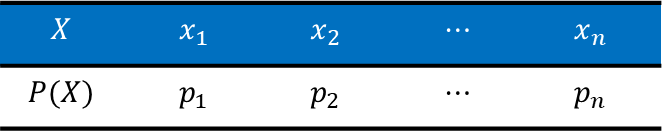 X x₁ x₂ ⋯ xₙ
P(X) p₁ p₂ ⋯ pₙ